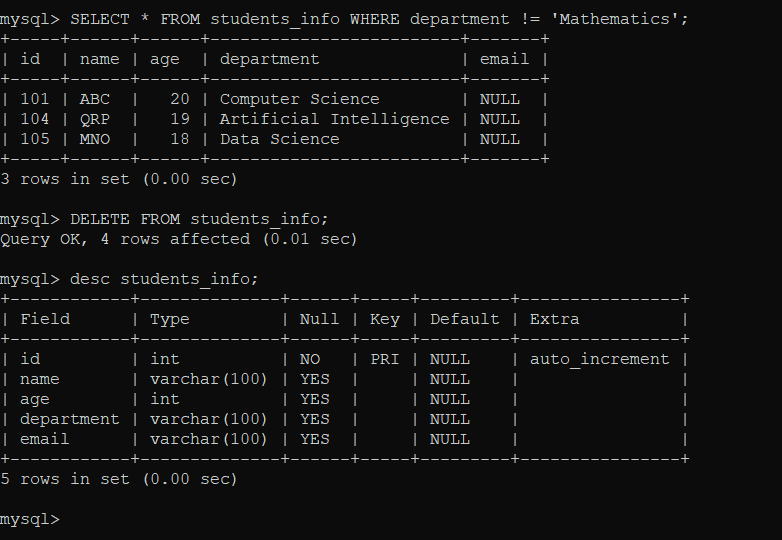 mysql> SELECT * FROM students_info WHERE department != 'Mathematics';
+-----+------+------+-------------------------+-------+
| id  | name | age  | department              | email |
+-----+------+------+-------------------------+-------+
| 101 | ABC  |   20 | Computer Science        | NULL  |
| 104 | QRP  |   19 | Artificial Intelligence | NULL  |
| 105 | MNO  |   18 | Data Science            | NULL  |
+-----+------+------+-------------------------+-------+
3 rows in set (0.00 sec)

mysql> DELETE FROM students_info;
Query OK, 4 rows affected (0.01 sec)

mysql> desc students_info;
+------------+--------------+------+-----+---------+----------------+
| Field      | Type         | Null | Key | Default | Extra          |
+------------+--------------+------+-----+---------+----------------+
| id         | int          | NO   | PRI | NULL    | auto_increment |
| name       | varchar(100) | YES  |     | NULL    |                |
| age        | int          | YES  |     | NULL    |                |
| department | varchar(100) | YES  |     | NULL    |                |
| email      | varchar(100) | YES  |     | NULL    |                |
+------------+--------------+------+-----+---------+----------------+
5 rows in set (0.00 sec)

mysql>